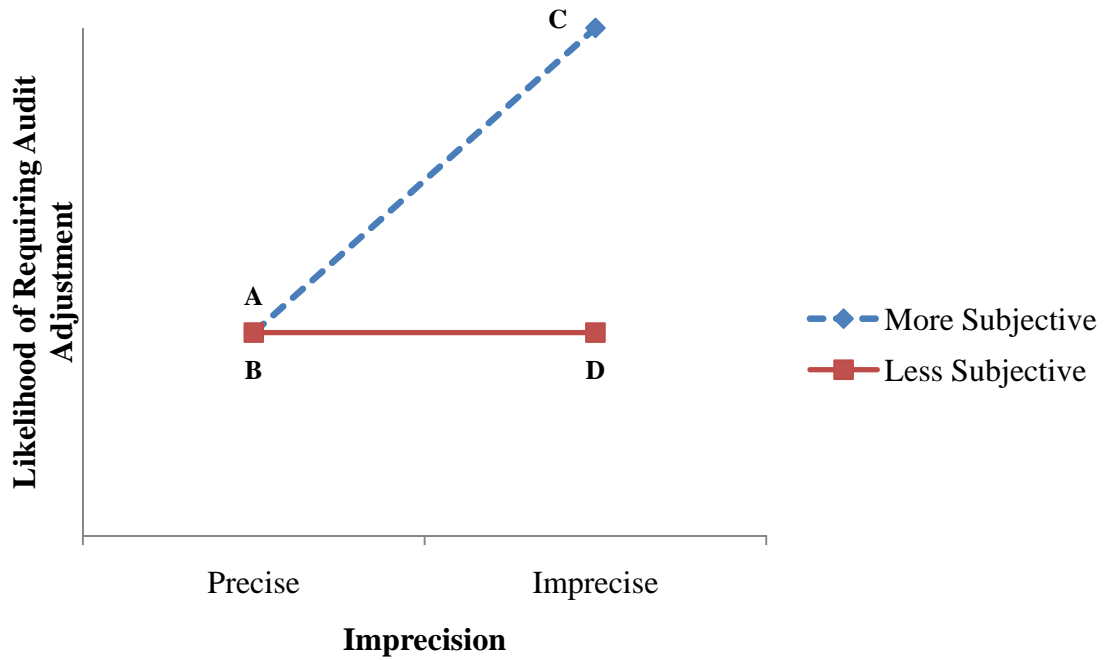 Likelihood of Requiring Audit
Adjustment
C
A
B
D
More Subjective
Less Subjective
Precise
Imprecise
Imprecision